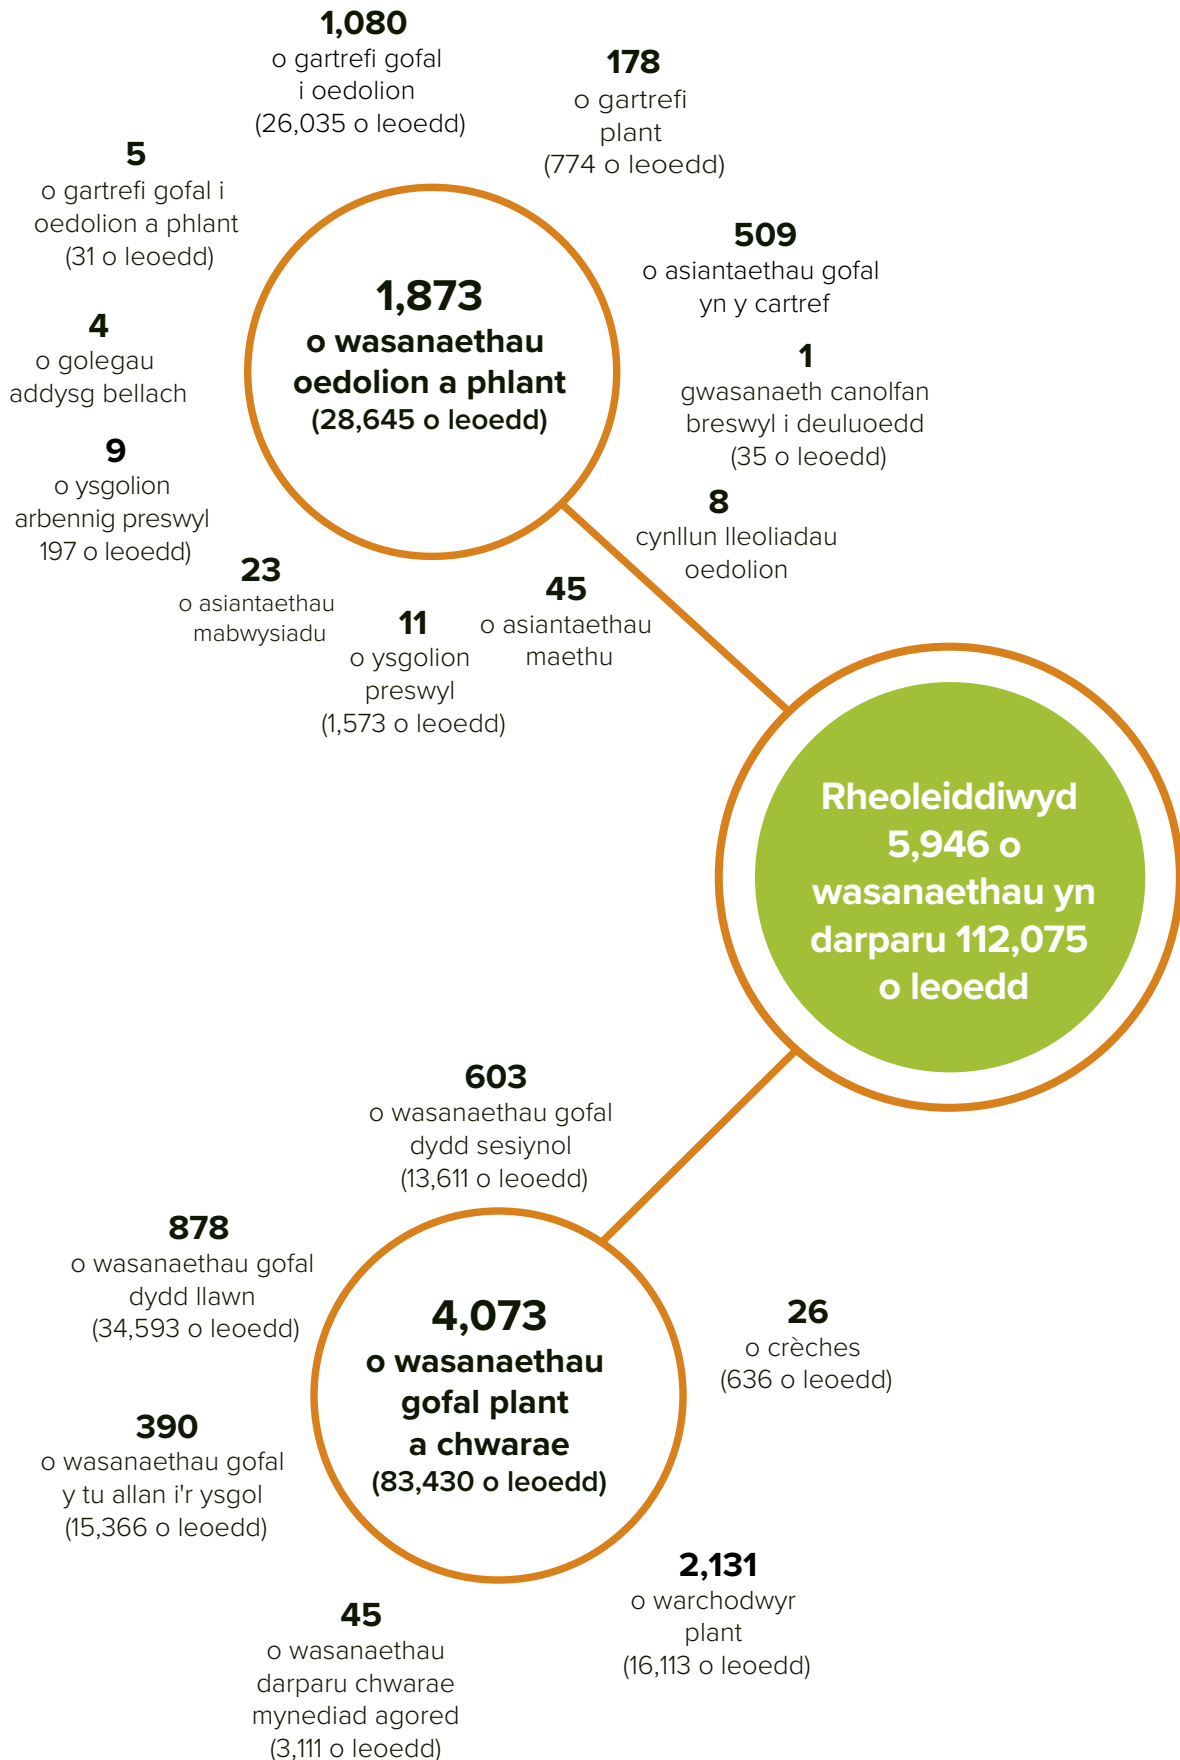 1,080
o gartrefi gofal
i oedolion
(26,035 o leoedd)
178
o gartrefi
plant
(774 o leoedd)
5
o gartrefi gofal i
oedolion a phlant
(31 o leoedd)
509
o asiantaethau gofal
yn y cartref
1,873
o wasanaethau
oedolion a phlant
(28,645 o leoedd)
4
o golegau
addysg bellach
1
gwasanaeth canolfan
breswyl i deuluoedd
(35 o leoedd)
9
o ysgolion
arbennig preswyl
197 o leoedd)
8
cynllun lleoliadau
oedolion
23
o asiantaethau
mabwysiadu
11
o ysgolion
preswyl
(1,573 o leoedd)
45
o asiantaethau
maethu
Rheoleiddiwyd
5,946 o
wasanaethau yn
darparu 112,075
o leoedd
603
o wasanaethau gofal
dydd sesiynol
(13,611 o leoedd)
878
o wasanaethau gofal
dydd llawn
(34,593 o leoedd)
4,073
o wasanaethau
gofal plant
a chwarae
(83,430 o leoedd)
26
o crèches
(636 o leoedd)
390
o wasanaethau gofal
y tu allan i'r ysgol
(15,366 o leoedd)
2,131
o warchodwyr
plant
(16,113 o leoedd)
45
o wasanaethau
darparu chwarae
mynediad agored
(3,111 o leoedd)